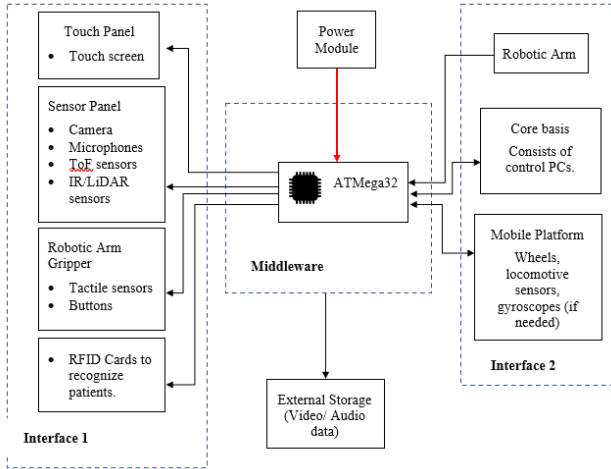 Touch Panel
• Touch screen
Sensor Panel
• Camera
• Microphones
• ToF sensors
• IR/LiDAR
sensors
Robotic Arm
Gripper
• Tactile sensors
• Buttons
• RFID Cards to
recognize
patients.
Interface 1
Power
Module
ATMega32
Middleware
External Storage
(Video/ Audio
data)
Robotic Arm
Core basis
Consists of
control PCs.
Mobile Platform
Wheels,
locomotive
sensors,
gyroscopes (if
needed)
Interface 2